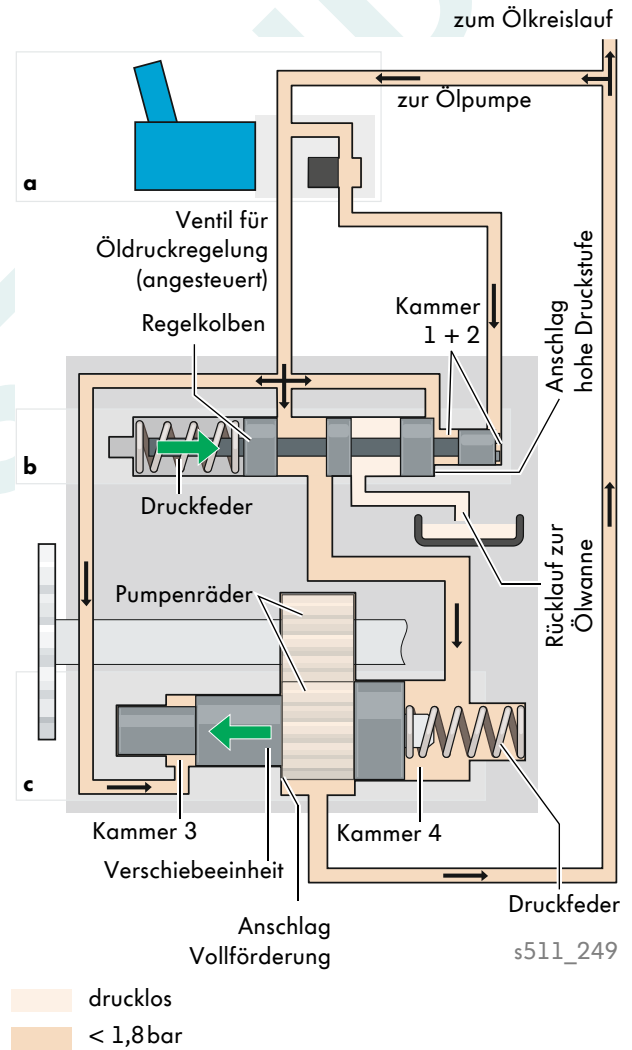 zum Ölkreislauf
zur Ölpumpe
a
Ventil für
Öldruckregelung
(angesteuert)
Regelkolben
Kammer
1 + 2
Anschlag
hohe Druckstufe
b
Druckfeder
Rücklauf zur
Ölwanne
Pumpenräder
c
Kammer 3
Kammer 4
Verschiebeeinheit
Druckfeder
Anschlag
Vollförderung
s511_249
drucklos
< 1,8 bar